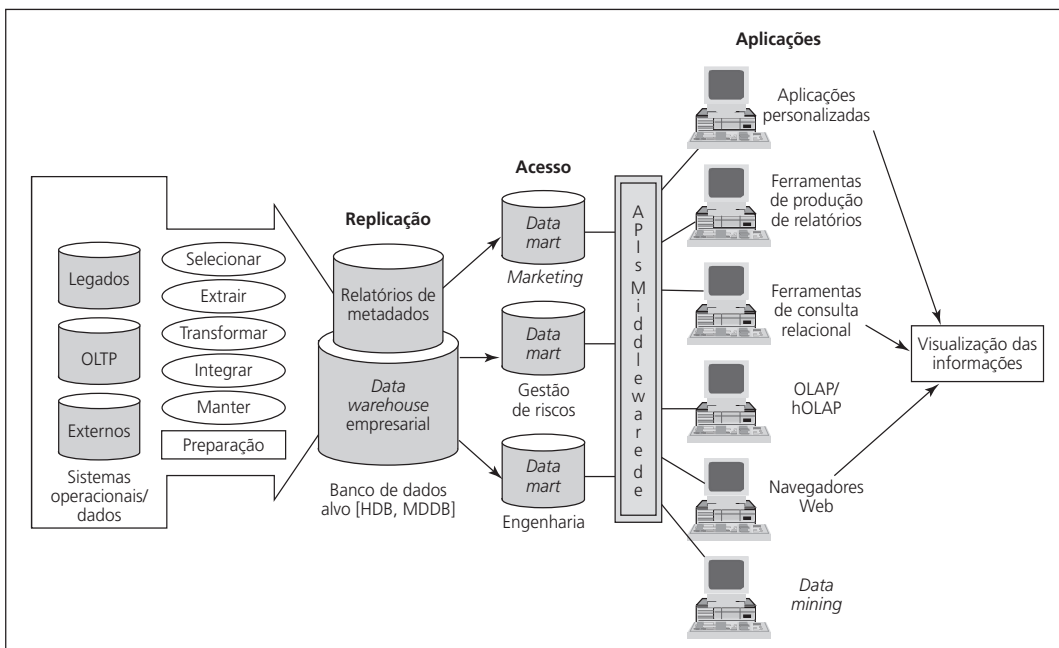 Aplicações
Aplicações
personalizadas
Ferramentas
de produção
de relatórios
Ferramentas
de consulta
relacional
OLAP/
hOLAP
Navegadores
Web
Data
mining
Visualização das
informações
Acesso
Data
mart
Marketing
Data
mart
Gestão
de riscos
Data
mart
Engenharia
APIs Middleware de
Replicação
Relatórios de
metadados
Data
warehouse
empresarial
Banco de dados
alvo [HDB, MDDB]
Selecionar
Extrair
Transformar
Integrar
Manter
Preparação
Legados
OLTP
Externos
Sistemas
operacionais/
dados